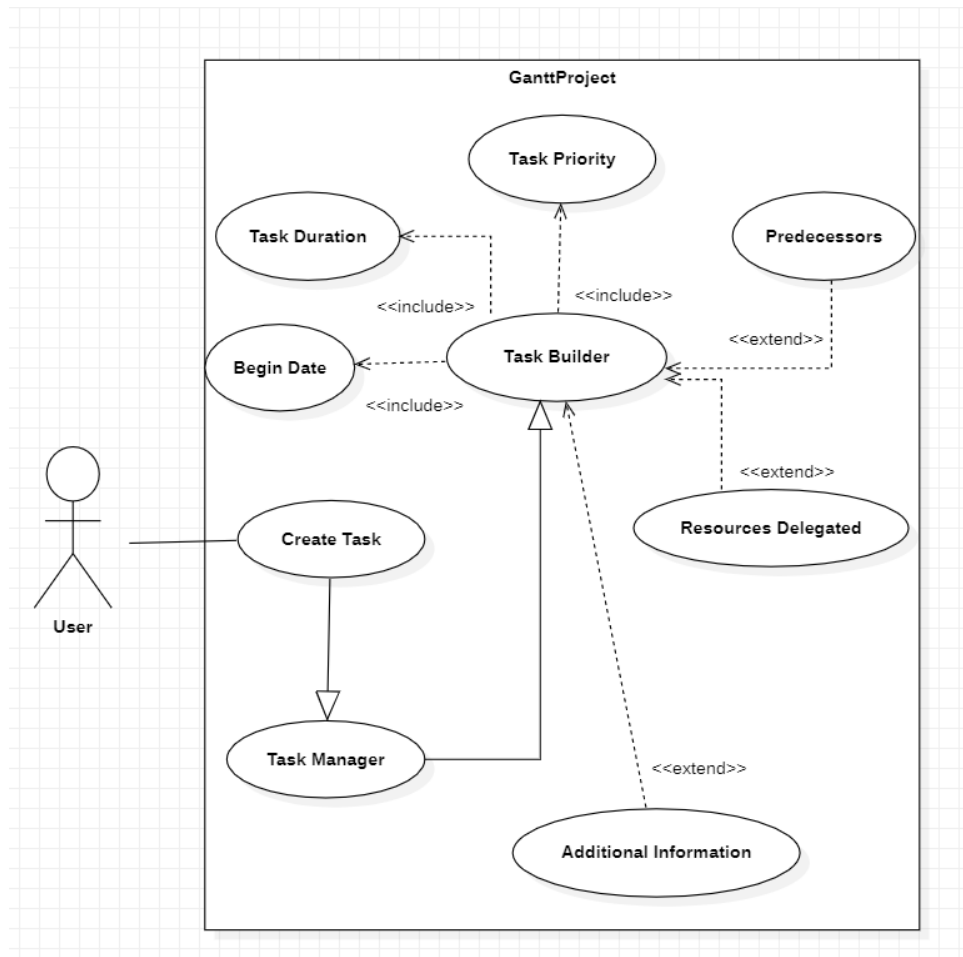 GanttProject
Task Priority
Task Duration
Predecessors
<<include>>
<<include>>
<<extend>>
Task Builder
Begin Date
<<include>>
<<extend>>
Resources Delegated
Create Task
User
Task Manager
<<extend>>
Additional Information